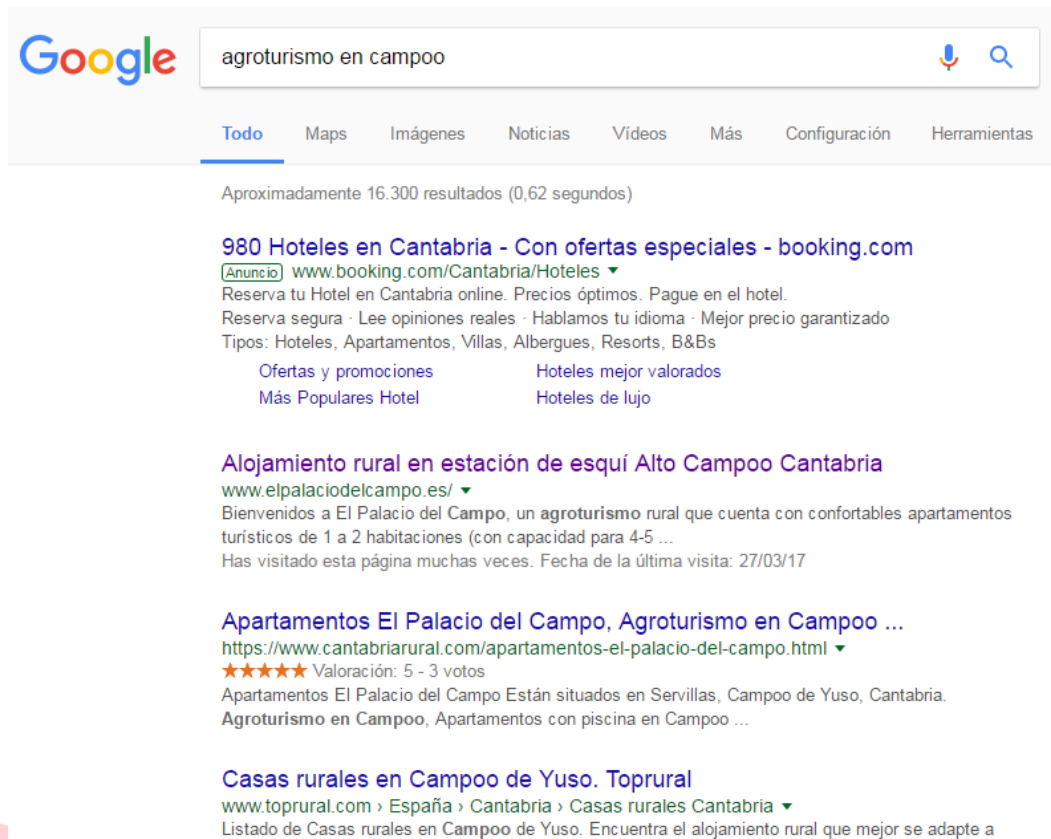 Google
agroturismo en campoo
Todo Maps Imágenes Noticias Vídeos Más Configuración Herramientas
Aproximadamente 16.300 resultados (0,62 segundos)
980 Hoteles en Cantabria - Con ofertas especiales - booking.com
Anuncio www.booking.com/Cantabria/Hoteles
Reserva tu Hotel en Cantabria online. Precios óptimos. Pague en el hotel.
Reserva segura · Lee opiniones reales · Hablamos tu idioma · Mejor precio garantizado
Tipos: Hoteles, Apartamentos, Villas, Albergues, Resorts, B&Bs
Ofertas y promociones Hoteles mejor valorados
Más Populares Hotel Hoteles de lujo
Alojamiento rural en estación de esquí Alto Campoo Cantabria
www.elpalaciodelcampo.es/
Bienvenidos a El Palacio del Campo, un agroturismo rural que cuenta con confortables apartamentos
turísticos de 1 a 2 habitaciones (con capacidad para 4-5 ...
Has visitado esta página muchas veces. Fecha de la última visita: 27/03/17
Apartamentos El Palacio del Campo, Agroturismo en Campoo ...
https://www.cantabriarural.com/apartamentos-el-palacio-del-campo.html
Valoración: 5 - 3 votos
Apartamentos El Palacio del Campo Están situados en Servillas, Campoo de Yuso, Cantabria.
Agroturismo en Campoo, Apartamentos con piscina en Campoo ...
Casas rurales en Campoo de Yuso. Toprural
www.toprural.com › España › Cantabria › Casas rurales Cantabria
Listado de Casas rurales en Campoo de Yuso. Encuentra el alojamiento rural que mejor se adapte a